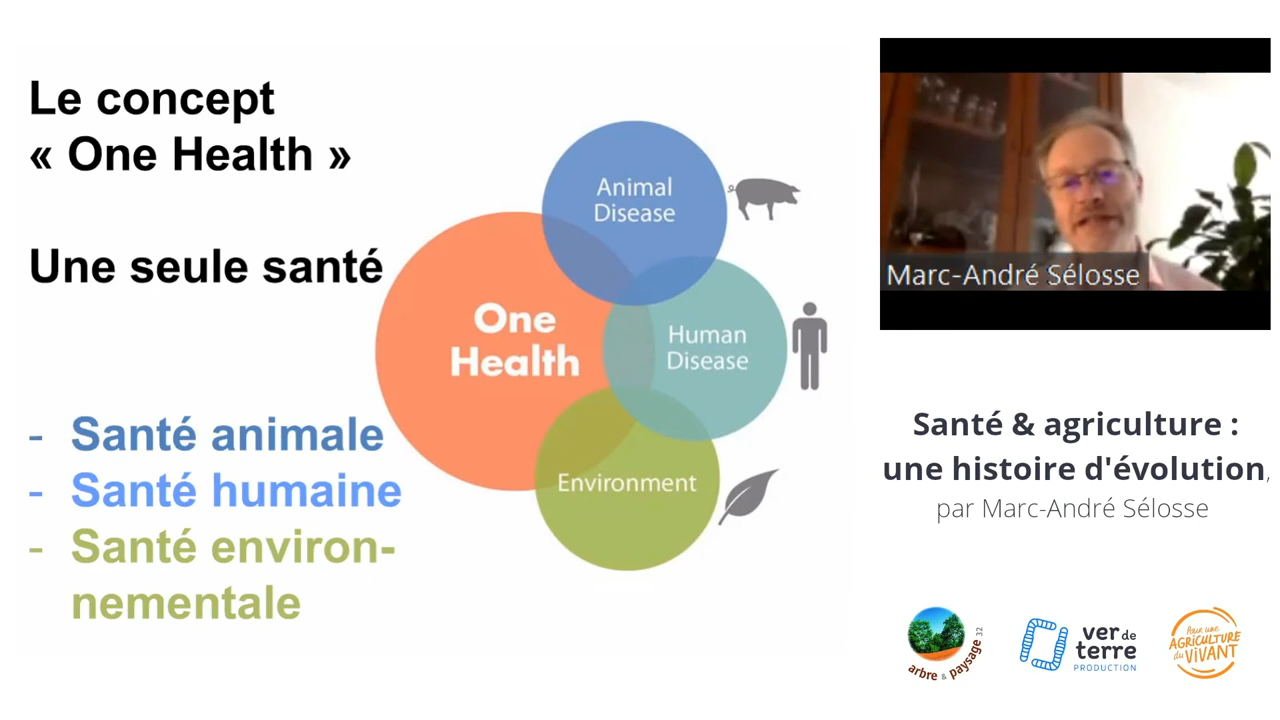 Le concept
« One Health »
Une seule santé
- Santé animale
- Santé humaine
- Santé environ-
nementale
Animal
Disease
One
Health
Human
Disease
Environment
Marc-André Sélosse
Santé & agriculture :
une histoire d'évolution,
par Marc-André Sélosse
arbre & paysage 32
ver de
terre
PRODUCTION
Pour une
AGRICULTURE
du ViVANT